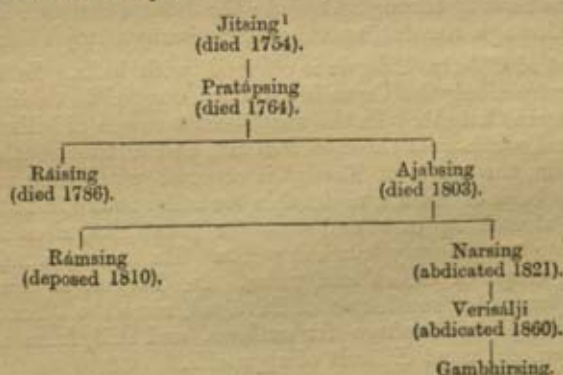 Jitsing¹
(died 1754).
Pratápsing
(died 1764).
Ráising
(died 1786).
Ajabsing
(died 1803).
Rámsing
(deposed 1810).
Narsing
(abdicated 1821).
Verisálji
(abdicated 1860).
Gambhirsing.